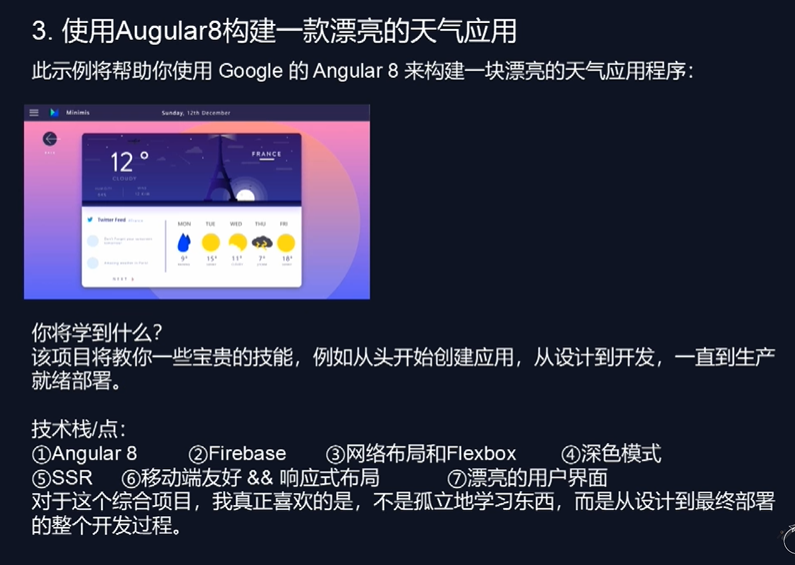 3. 使用Augular8构建一款漂亮的天气应用
此示例将帮助你使用 Google 的 Angular 8 来构建一块漂亮的天气应用程序：
Minimis
Sunday, 12th December
12 °
CLOUDY
FRANCE
Twitter Feed
MON TUE WED THU FRI
9° 15° 11° 7° 18°
NEXT
你将学到什么？
该项目将教你一些宝贵的技能，例如从头开始创建应用，从设计到开发，一直到生产
就绪部署。
技术栈/点：
①Angular 8 ②Firebase ③网络布局和Flexbox ④深色模式
⑤SSR ⑥移动端友好 && 响应式布局 ⑦漂亮的用户界面
对于这个综合项目，我真正喜欢的是，不是孤立地学习东西，而是从设计到最终部署
的整个开发过程。